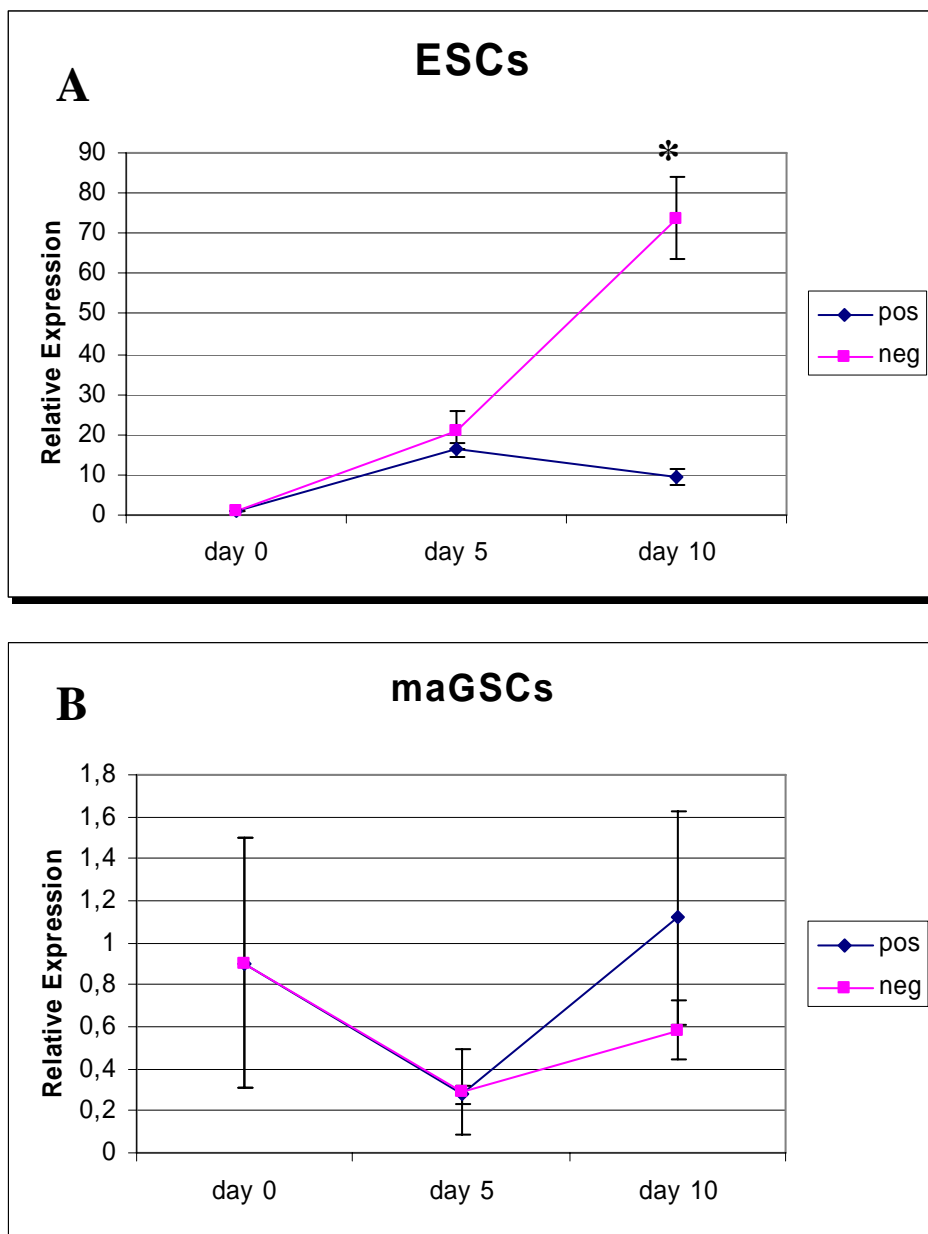 ESCs
A
*
90
80
70
60
50
40
30
20
10
0
Relative Expression
day 0 day 5 day 10
pos
neg
maGSCs
B
1,8
1,6
1,4
1,2
1
0,8
0,6
0,4
0,2
0
Relative Expression
day 0 day 5 day 10
pos
neg